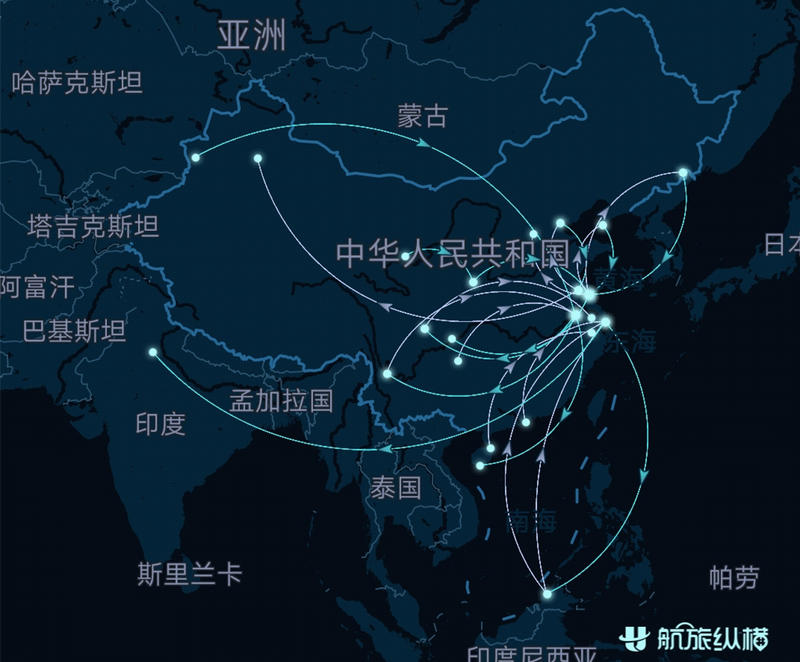 亚洲
哈萨克斯坦
蒙古
塔吉克斯坦
中华人民共和国
日本
阿富汗
黄海
巴基斯坦
东海
孟加拉国
印度
泰国
南海
斯里兰卡
帕劳
航旅纵横
印度尼西亚